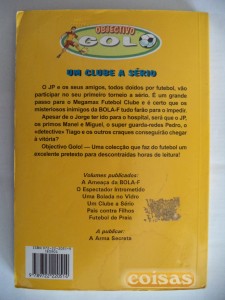 OBJECTIVO
GOLO
UM CLUBE A SÉRIO
O JP e os seus amigos, todos doidos por futebol, vão
participar no seu primeiro torneio a sério. É um grande
passo para o Megamax Futebol Clube e é certo que os
misteriosos inimigos da BOLA-F tudo farão para o impedir.
Apesar de o Jorge ter ido para o hospital, será que o JP,
os primos Manel e Miguel, o super guarda-redes Pedro, o
«detective» Tiago e os outros craques conseguirão chegar
à vitória?
Objectivo Golo! — Uma colecção que faz do futebol um
excelente pretexto para descontraídas horas de leitura!
Volumes publicados:
A Ameaça da BOLA-F
O Espectador Intrometido
Uma Bolada no Vidro
Um Clube a Sério
Pais contra Filhos
Futebol de Praia
A publicar:
A Arma Secreta
coisas